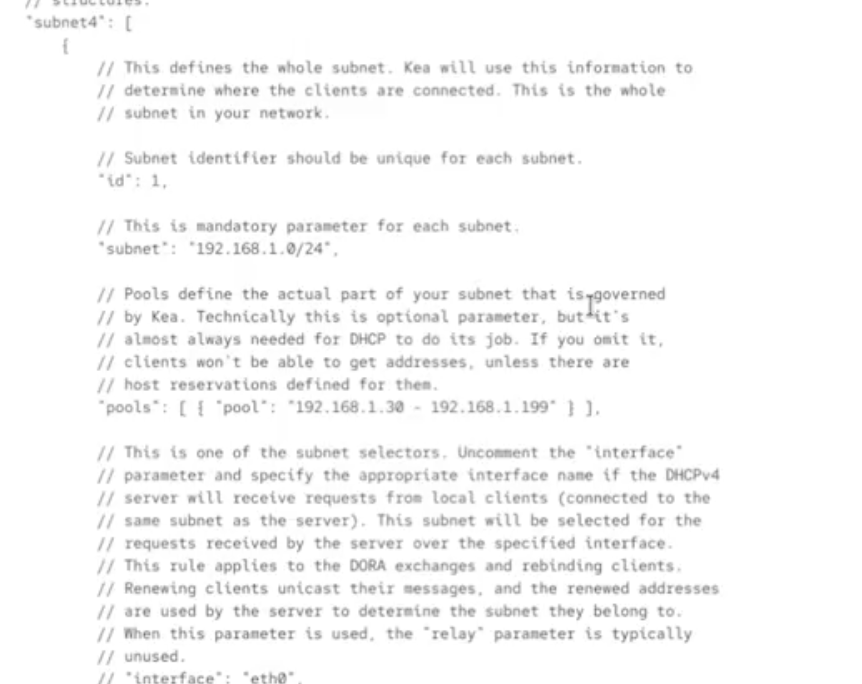 // structures.
"subnet4": [
{
// This defines the whole subnet. Kea will use this information to
// determine where the clients are connected. This is the whole
// subnet in your network.
// Subnet identifier should be unique for each subnet.
"id": 1,
// This is mandatory parameter for each subnet.
"subnet": "192.168.1.0/24",
// Pools define the actual part of your subnet that is governed
// by Kea. Technically this is optional parameter, but it's
// almost always needed for DHCP to do its job. If you omit it,
// clients won't be able to get addresses, unless there are
// host reservations defined for them.
"pools": [ { "pool": "192.168.1.30 - 192.168.1.199" } ],
// This is one of the subnet selectors. Uncomment the "interface"
// parameter and specify the appropriate interface name if the DHCPv4
// server will receive requests from local clients (connected to the
// same subnet as the server). This subnet will be selected for the
// requests received by the server over the specified interface.
// This rule applies to the DORA exchanges and rebinding clients.
// Renewing clients unicast their messages, and the renewed addresses
// are used by the server to determine the subnet they belong to.
// When this parameter is used, the "relay" parameter is typically
// unused.
// "interface": "eth0",